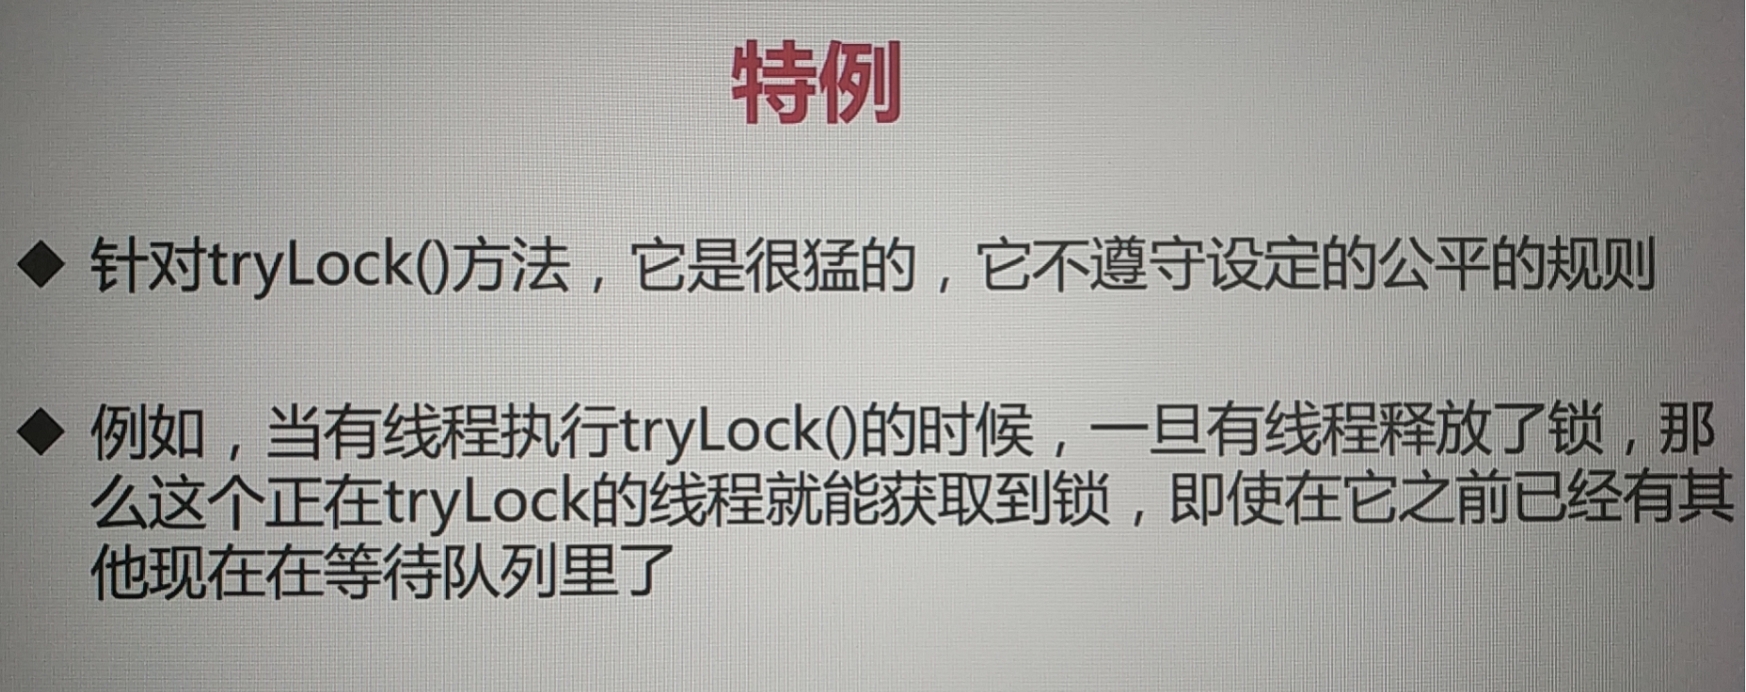 特例
◆ 针对tryLock()方法，它是很猛的，它不遵守设定的公平的规则
◆ 例如，当有线程执行tryLock()的时候，一旦有线程释放了锁，那
么这个正在tryLock的线程就能获取到锁，即使在它之前已经有其
他现在在等待队列里了